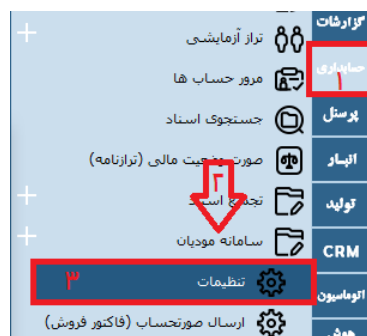 گزارشات
حسابداری
۱
پرسنل
انبار
تولید
CRM
اتوماسیون
هوش
تراز آزمایشی
مرور حساب ها
جستجوی اسناد
صورت وضعیت مالی (ترازنامه)
تجمیع اسناد
۲
سامانه مودیان
تنظیمات
۳
ارسال صورتحساب (فاکتور فروش)